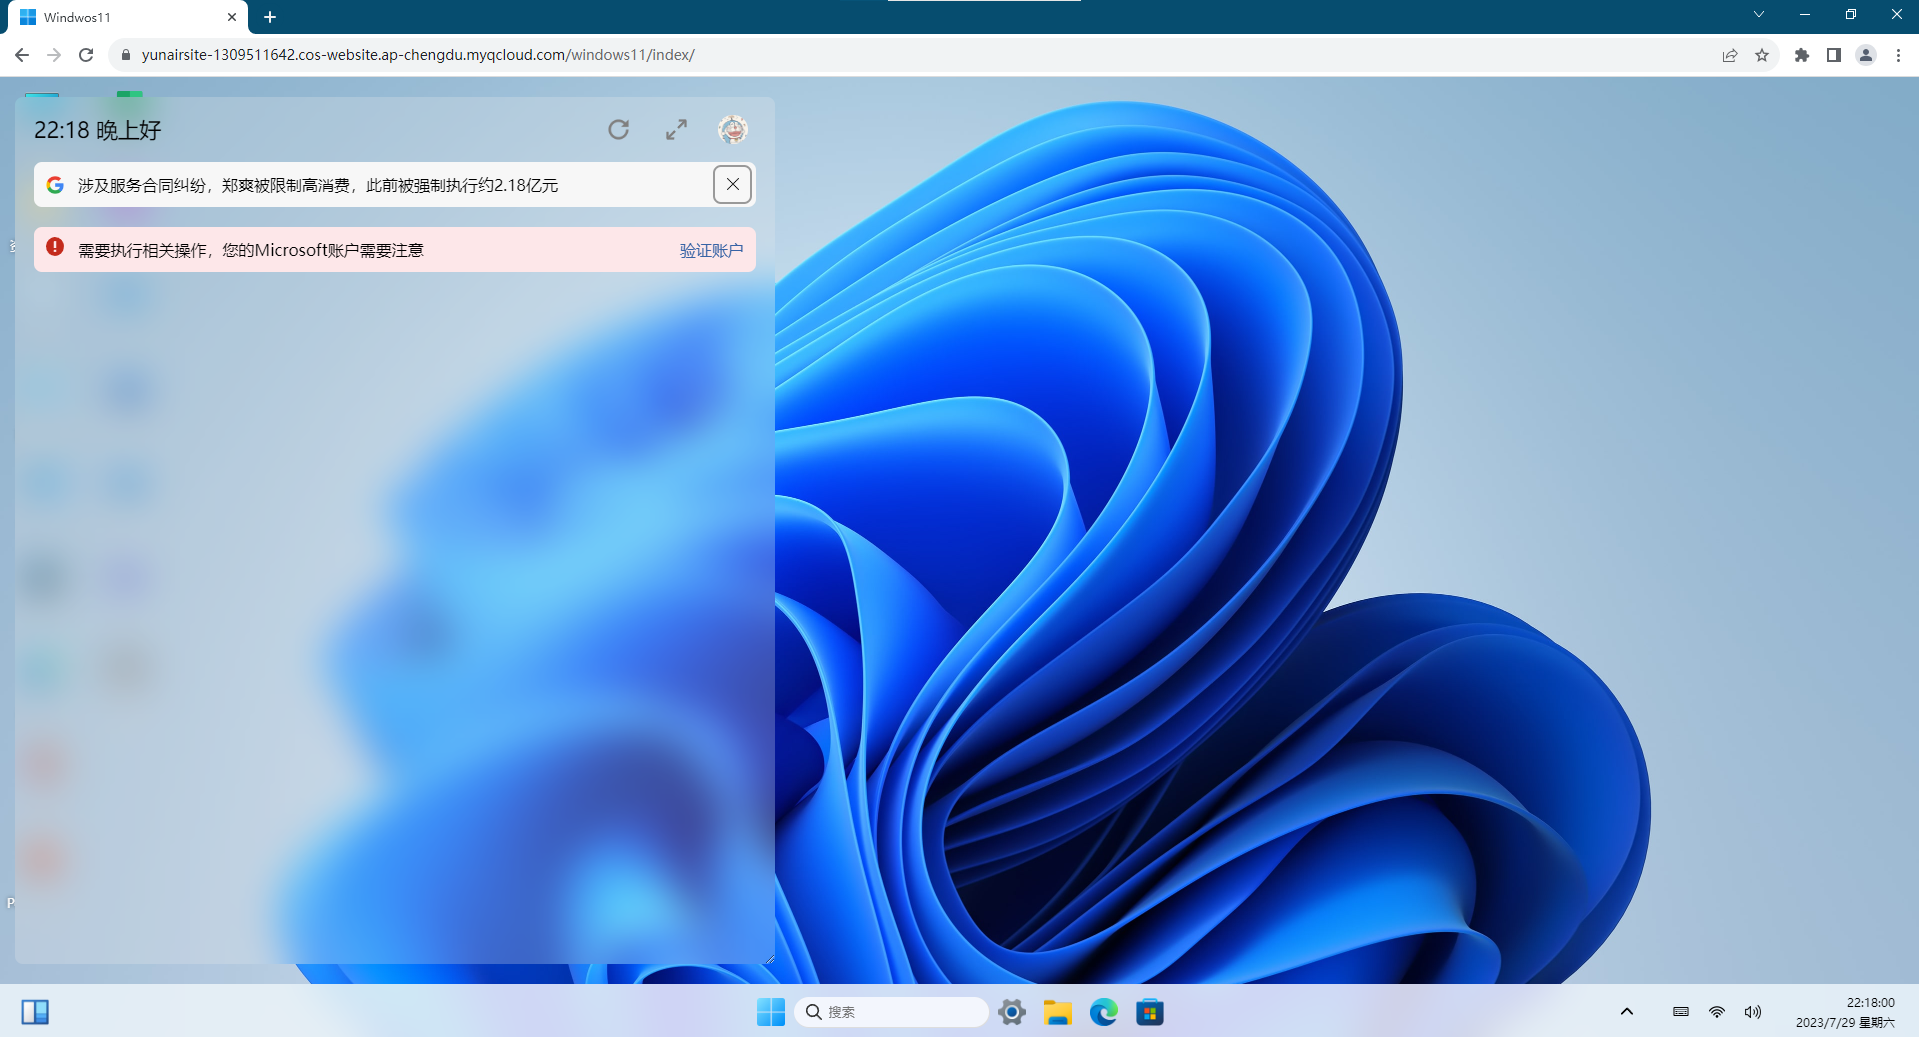 Windwos11
yunairsite-1309511642.cos-website.ap-chengdu.myqcloud.com/windows11/index/
22:18 晚上好
涉及服务合同纠纷，郑爽被限制高消费，此前被强制执行约2.18亿元
需要执行相关操作，您的Microsoft账户需要注意
验证账户
P
搜索
22:18:00
2023/7/29 星期六